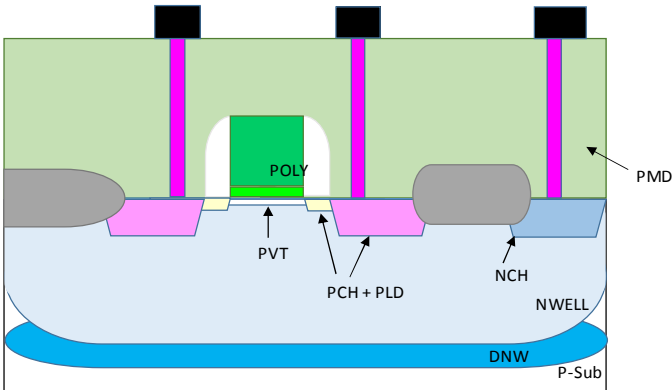 POLY
PMD
PVT
NCH
PCH + PLD
NWELL
DNW
P-Sub